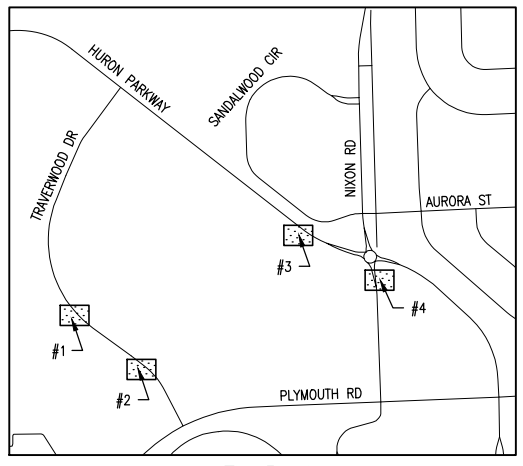 HURON PARKWAY
SANDALWOOD CIR
TRAVERWOOD DR
NIXON RD
AURORA ST
#3
#4
#1
#2
PLYMOUTH RD